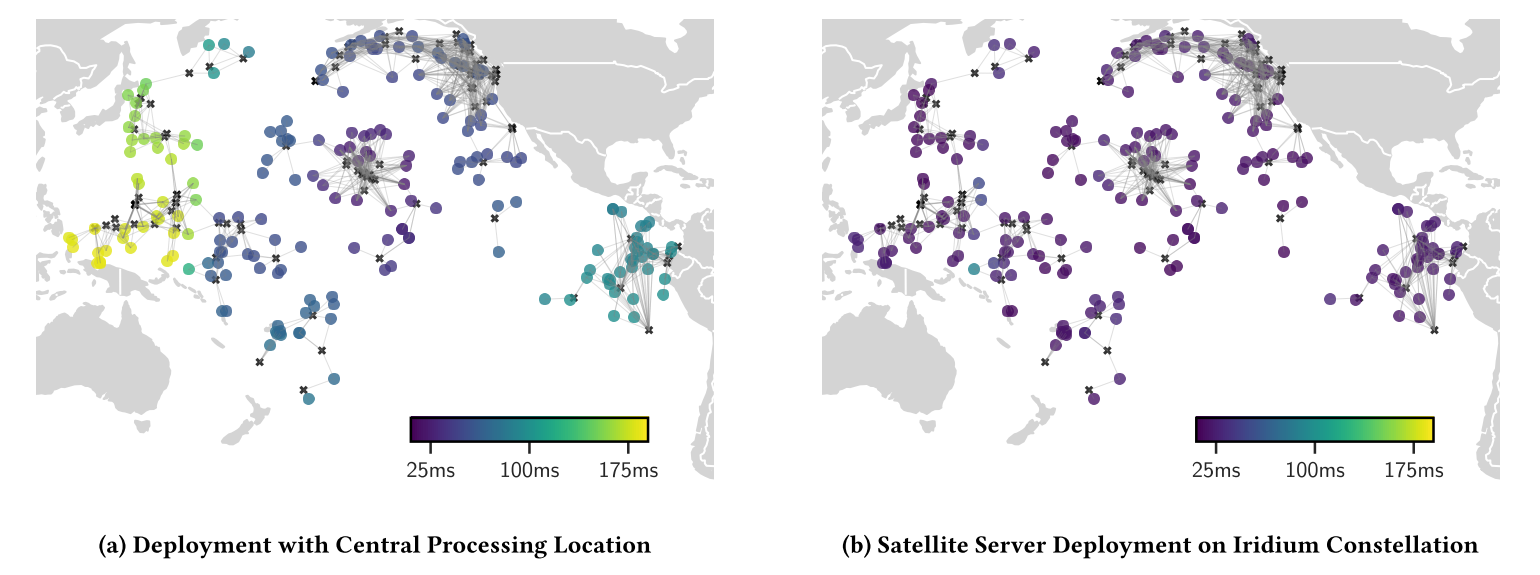 25ms 100ms 175ms
25ms 100ms 175ms
(a) Deployment with Central Processing Location
(b) Satellite Server Deployment on Iridium Constellation